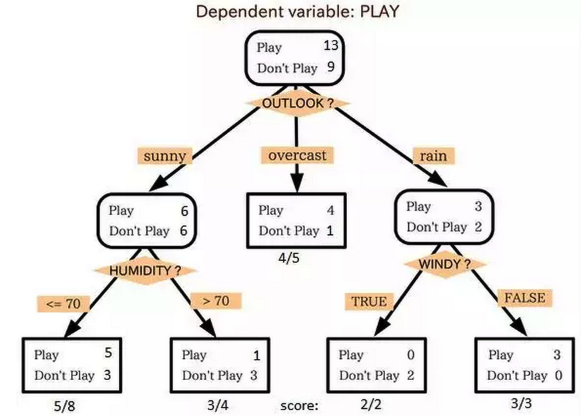 Dependent variable: PLAY
Play 13
Don't Play 9
OUTLOOK ?
sunny
overcast
rain
Play 6
Don't Play 6
Play 4
Don't Play 1
4/5
Play 3
Don't Play 2
HUMIDITY ?
WINDY ?
<= 70
> 70
TRUE
FALSE
Play 5
Don't Play 3
Play 1
Don't Play 3
Play 0
Don't Play 2
Play 3
Don't Play 0
5/8
3/4
score:
2/2
3/3